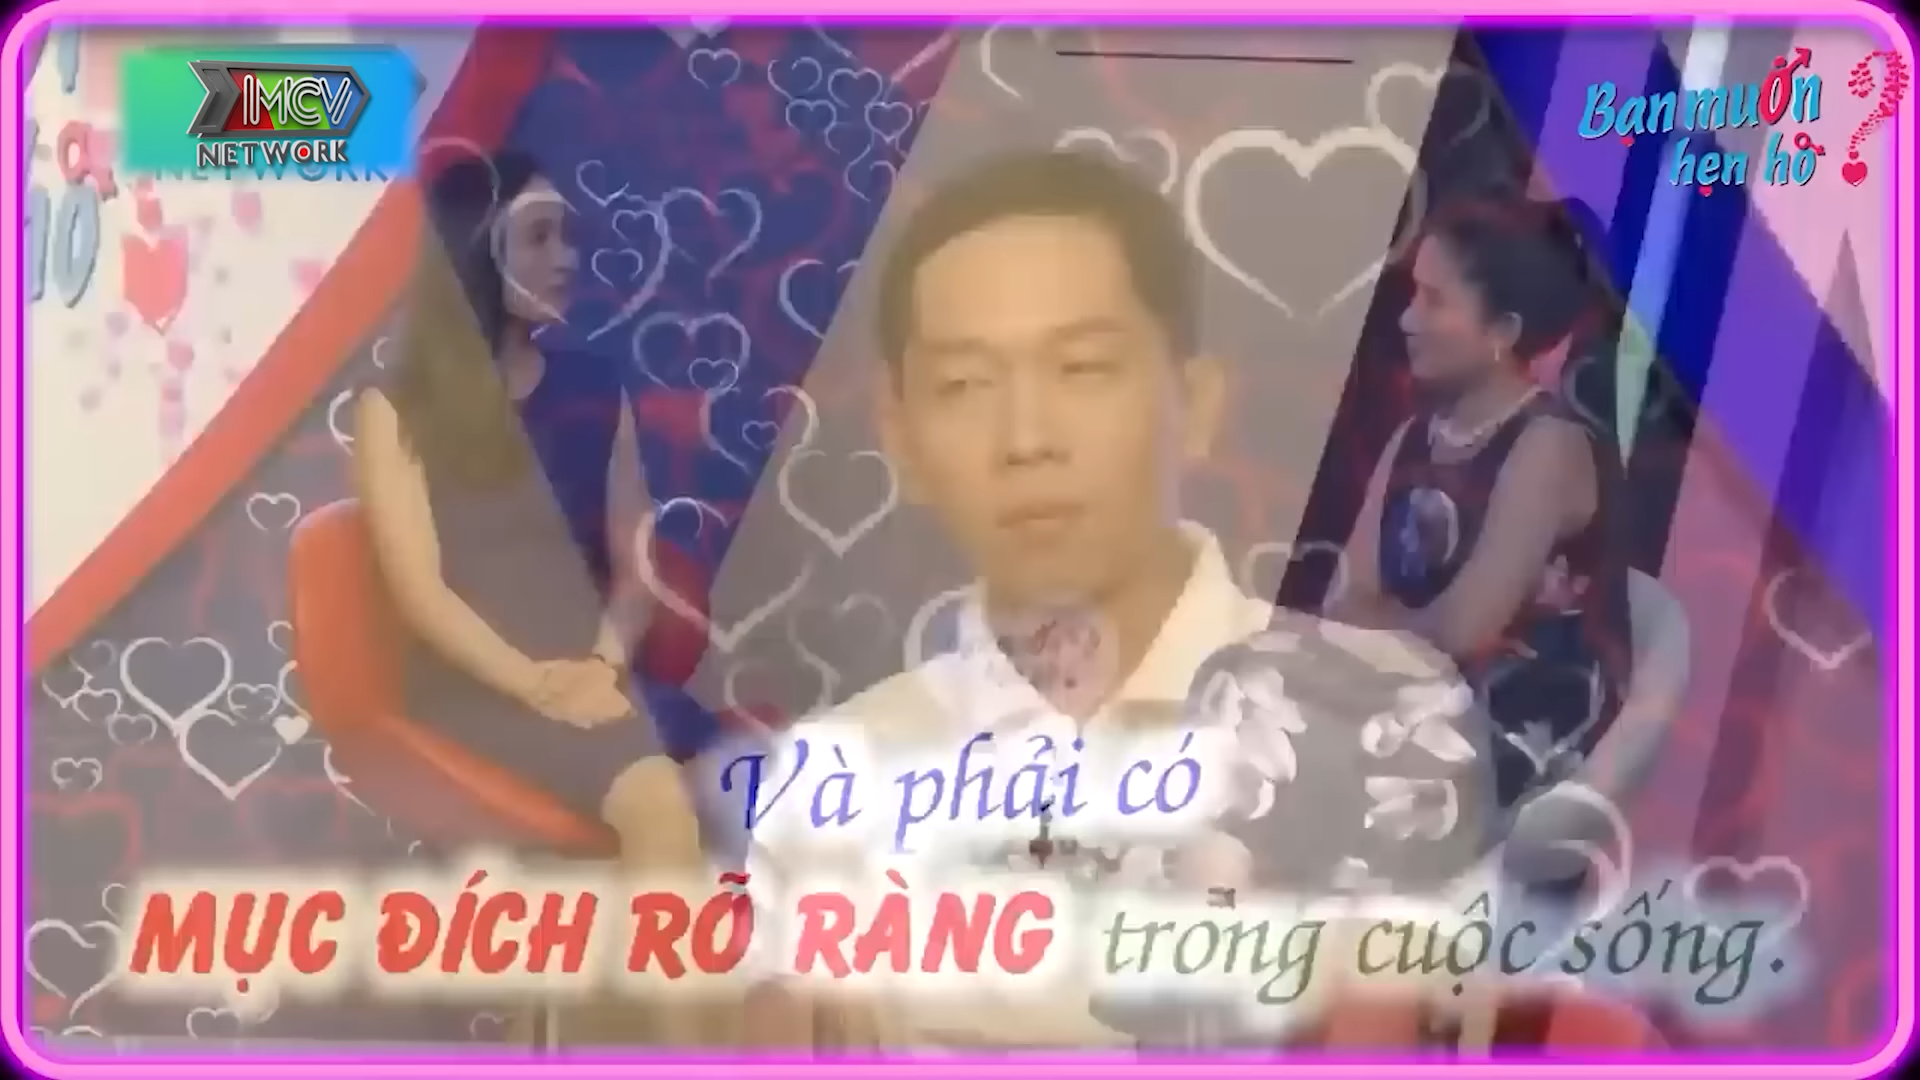 MCV
NETWORK
Bạn muốn
hẹn hò ?
Và phải có
MỤC ĐÍCH RÕ RÀNG trong cuộc sống.